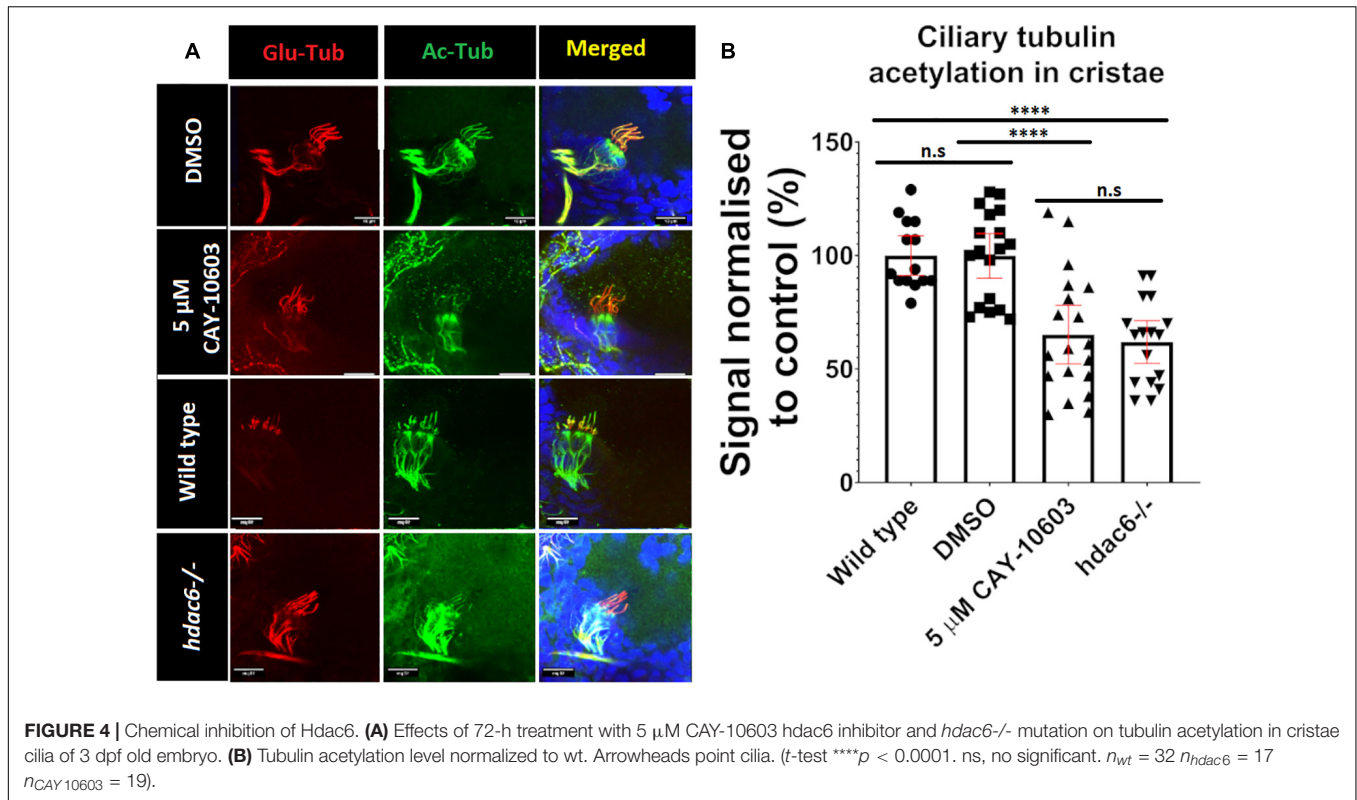 A
Glu-Tub
Ac-Tub
Merged
DMSO
5 µM
CAY-10603
Wild type
hdac6-/-
B
Ciliary tubulin
acetylation in cristae
Signal normalised
to control (%)
150
100
50
0
****
****
n.s
n.s
Wild type
DMSO
5 µM CAY-10603
hdac6-/-
FIGURE 4 | Chemical inhibition of Hdac6. (A) Effects of 72-h treatment with 5 µM CAY-10603 hdac6 inhibitor and hdac6-/- mutation on tubulin acetylation in cristae
cilia of 3 dpf old embryo. (B) Tubulin acetylation level normalized to wt. Arrowheads point cilia. (t-test ****p < 0.0001. ns, no significant. nwt = 32 nhdac6 = 17
nCAY10603 = 19).